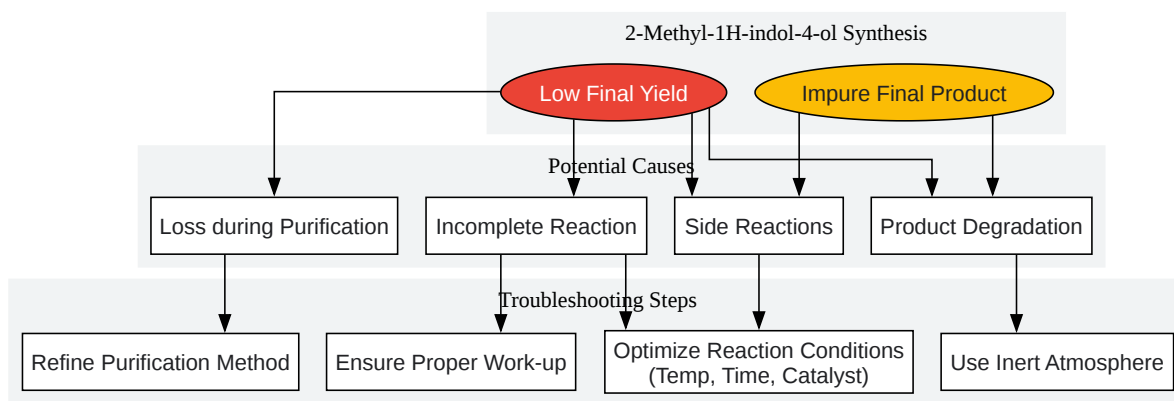 2-Methyl-1H-indol-4-ol Synthesis
Low Final Yield
Impure Final Product
Potential Causes
Loss during Purification
Incomplete Reaction
Side Reactions
Product Degradation
Troubleshooting Steps
Refine Purification Method
Ensure Proper Work-up
Optimize Reaction Conditions
(Temp, Time, Catalyst)
Use Inert Atmosphere